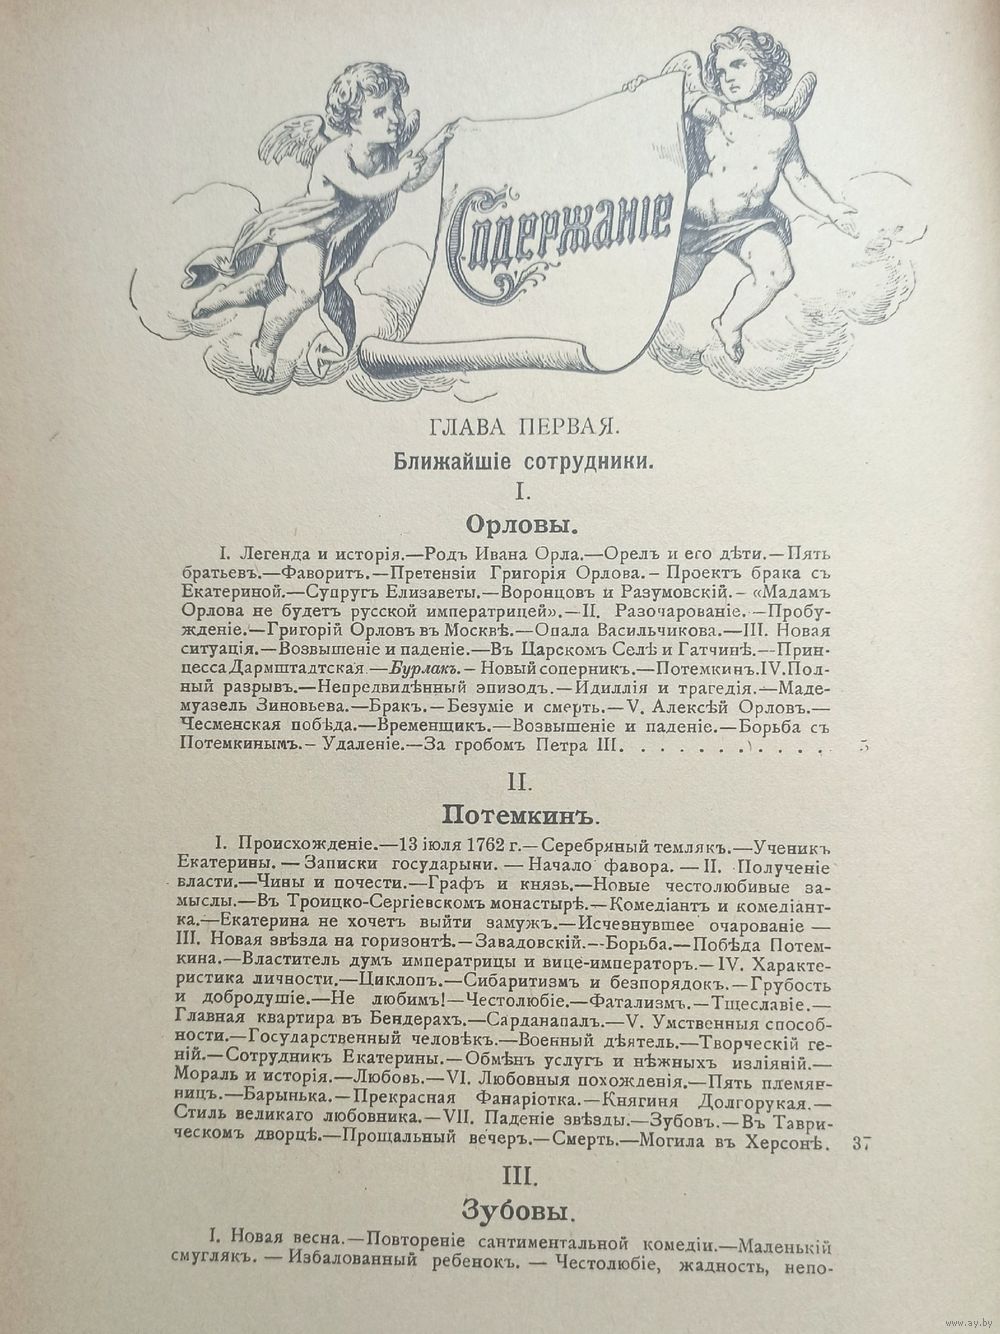 Содержаніе
ГЛАВА ПЕРВАЯ.
Ближайшіе сотрудники.
I.
Орловы.
I. Легенда и исторія.—Родъ Ивана Орла.—Орелъ и его дѣти.—Пять
братьевъ.—Фаворитъ.—Претензіи Григорія Орлова.—Проектъ брака съ
Екатериной.—Супругъ Елизаветы.—Воронцовъ и Разумовскій.—«Мадамъ
Орлова не будетъ русской императрицей».—II. Разочарованіе.—Пробу-
жденіе.—Григорій Орловъ въ Москвѣ.—Опала Васильчикова.—III. Новая
ситуація.—Возвышеніе и паденіе.—Въ Царскомъ Селѣ и Гатчинѣ.—Прин-
цесса Дармштадтская.—Бурлакъ.—Новый соперникъ.—Потемкинъ. IV. Пол-
ный разрывъ.—Непредвидѣнный эпизодъ.—Идиллія и трагедія.—Маде-
муазель Зиновьева.—Бракъ.—Безуміе и смерть.—V. Алексѣй Орловъ.—
Чесменская побѣда.—Временщикъ.—Возвышеніе и паденіе.—Борьба съ
Потемкинымъ.—Удаленіе.—За гробомъ Петра III. . . . . . . . . . . 5
II.
Потемкинъ.
I. Происхожденіе.—13 іюля 1762 г.—Серебряный темлякъ.—Ученикъ
Екатерины.—Записки государыни.—Начало фавора.—II. Полученіе
власти.—Чины и почести.—Графъ и князь.—Новые честолюбивые за-
мыслы.—Въ Троицко-Сергіевскомъ монастырѣ.—Комедіантъ и комедіант-
ка.—Екатерина не хочетъ выйти замужъ.—Исчезнувшее очарованіе—
III. Новая звѣзда на горизонтѣ.—Завадовскій.—Борьба.—Побѣда Потем-
кина.—Властитель думъ императрицы и вице-императоръ.—IV. Характе-
ристика личности.—Циклопъ.—Сибаритизмъ и безпорядокъ.—Грубость
и добродушіе.—Не любимъ!—Честолюбіе.—Фатализмъ.—Тщеславіе.—
Главная квартира въ Бендерахъ.—Сарданапалъ.—V. Умственныя способ-
ности.—Государственный человѣкъ.—Военный дѣятель.—Творческій ге-
ній.—Сотрудникъ Екатерины.—Обмѣнъ услугъ и нѣжныхъ изліяній.—
Мораль и исторія.—Любовь.—VI. Любовныя похожденія.—Пять племян-
ницъ.—Барынька.—Прекрасная Фанаріотка.—Княгиня Долгорукая.—
Стиль великаго любовника.—VII. Паденіе звѣзды.—Зубовъ.—Въ Таври-
ческомъ дворцѣ.—Прощальный вечеръ.—Смерть.—Могила въ Херсонѣ. 37
III.
Зубовы.
I. Новая весна.—Повтореніе сантиментальной комедіи.—Маленькій
смуглякъ.—Избалованный ребенокъ.—Честолюбіе, жадность, непо-
www.ay.by